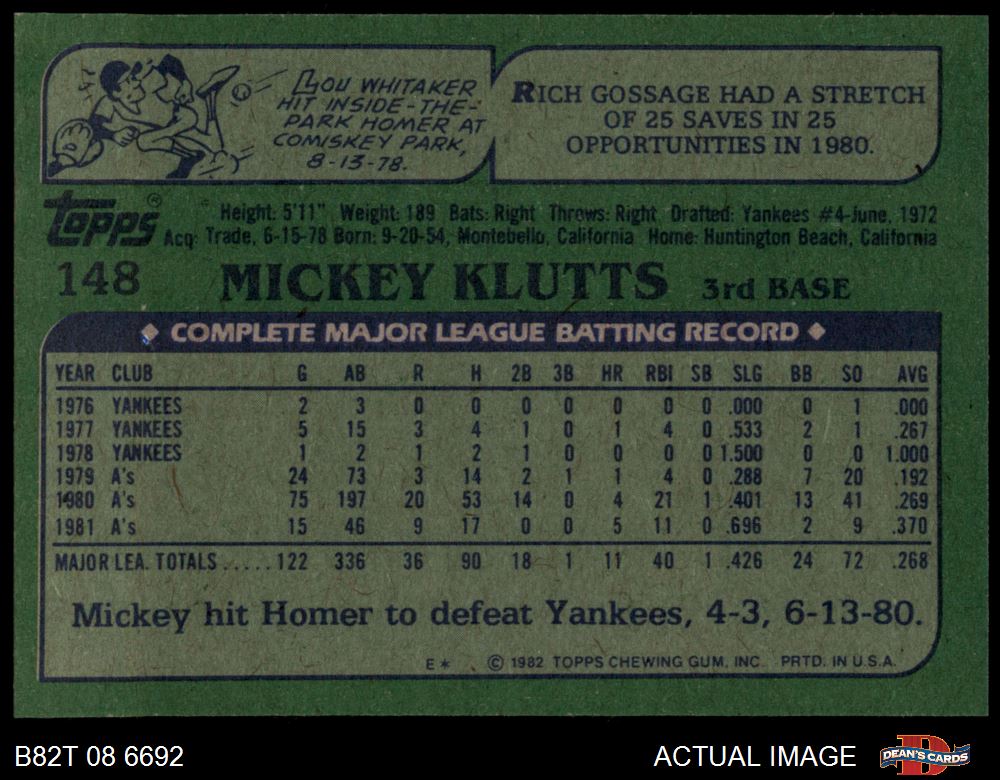 LOU WHITAKER
HIT INSIDE-THE-
PARK HOMER AT
COMISKEY PARK,
8-13-78.
RICH GOSSAGE HAD A STRETCH
OF 25 SAVES IN 25
OPPORTUNITIES IN 1980.
topps®
Height: 5'11" Weight: 189 Bats: Right Throws: Right Drafted: Yankees #4-June, 1972
Acq: Trade, 6-15-78 Born: 9-20-54, Montebello, California Home: Huntington Beach, California
148 MICKEY KLUTTS 3rd BASE
◆ COMPLETE MAJOR LEAGUE BATTING RECORD ◆
YEAR CLUB G AB R H 2B 3B HR RBI SB SLG BB SO AVG
1976 YANKEES 2 3 0 0 0 0 0 0 0 .000 0 1 .000
1977 YANKEES 5 15 3 4 1 0 1 4 0 .533 2 1 .267
1978 YANKEES 1 2 1 2 1 0 0 0 0 1.500 0 0 1.000
1979 A's 24 73 3 14 2 1 1 4 0 .288 7 20 .192
1980 A's 75 197 20 53 14 0 4 21 1 .401 13 41 .269
1981 A's 15 46 9 17 0 0 5 11 0 .696 2 9 .370
MAJOR LEA. TOTALS.....122 336 36 90 18 1 11 40 1 .426 24 72 .268
Mickey hit Homer to defeat Yankees, 4-3, 6-13-80.
E* © 1982 TOPPS CHEWING GUM, INC. PRTD. IN U.S.A.
B82T 08 6692 ACTUAL IMAGE D DEAN'S CARDS